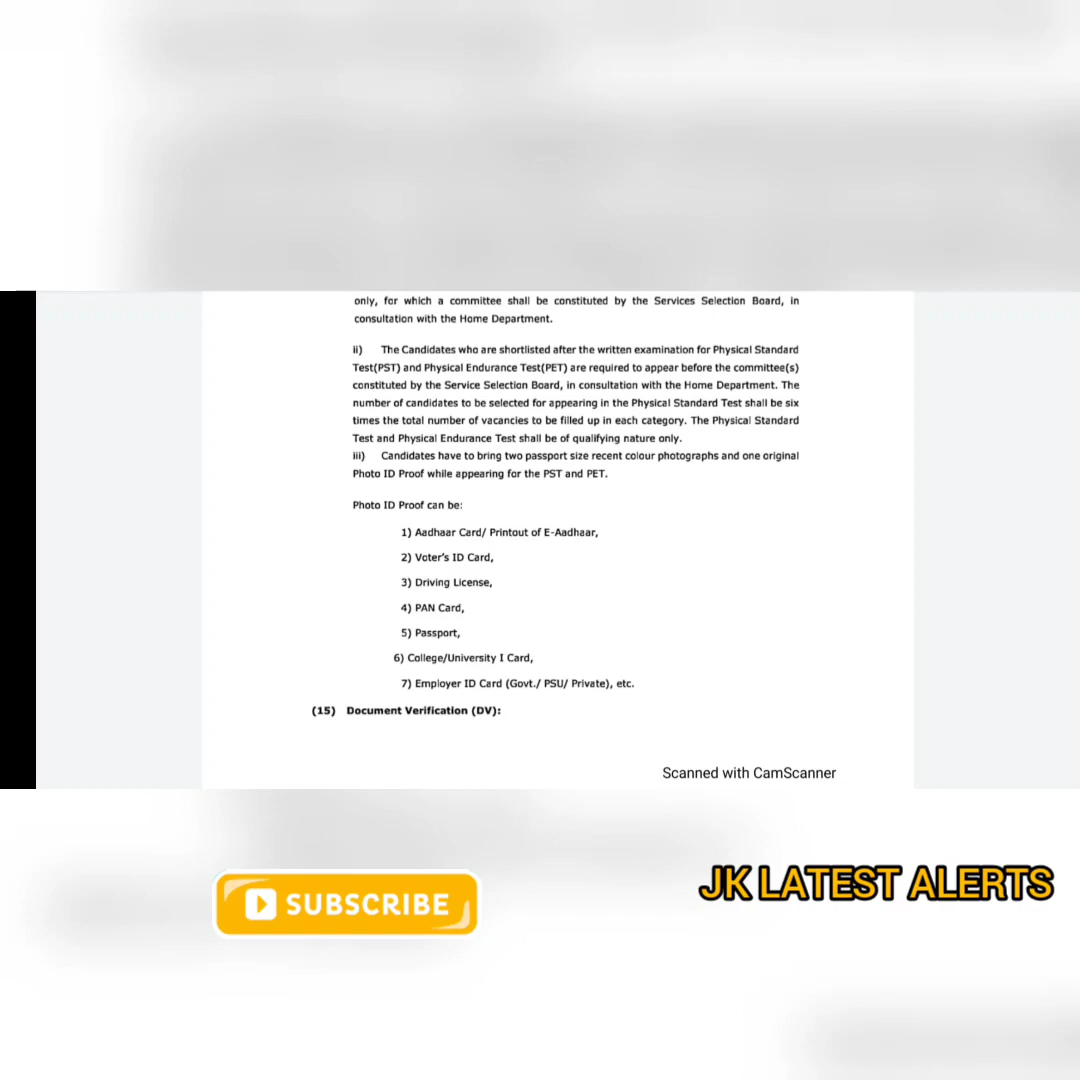 only, for which a committee shall be constituted by the Services Selection Board, in
consultation with the Home Department.
ii) The Candidates who are shortlisted after the written examination for Physical Standard
Test(PST) and Physical Endurance Test(PET) are required to appear before the committee(s)
constituted by the Service Selection Board, in consultation with the Home Department. The
number of candidates to be selected for appearing in the Physical Standard Test shall be six
times the total number of vacancies to be filled up in each category. The Physical Standard
Test and Physical Endurance Test shall be of qualifying nature only.
iii) Candidates have to bring two passport size recent colour photographs and one original
Photo ID Proof while appearing for the PST and PET.
Photo ID Proof can be:
1) Aadhaar Card/ Printout of E-Aadhaar,
2) Voter's ID Card,
3) Driving License,
4) PAN Card,
5) Passport,
6) College/University I Card,
7) Employer ID Card (Govt./ PSU/ Private), etc.
(15) Document Verification (DV):
Scanned with CamScanner
SUBSCRIBE
JK LATEST ALERTS